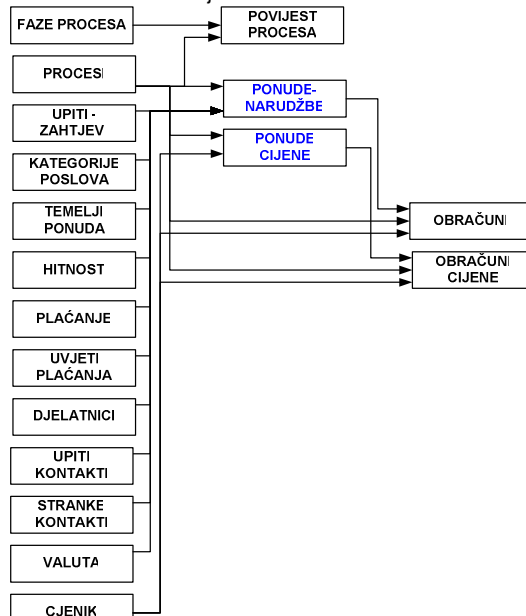 FAZE PROCESA
POVIJEST
PROCESA
PROCESI
PONUDE-
NARUDŽBE
UPITI -
ZAHTJEV
PONUDE
CIJENE
KATEGORIJE
POSLOVA
TEMELJI
PONUDA
OBRAČUNI
HITNOST
OBRAČUNI
CIJENE
PLAĆANJE
UVJETI
PLAĆANJA
DJELATNICI
UPITI
KONTAKTI
STRANKE
KONTAKTI
VALUTA
CJENIK